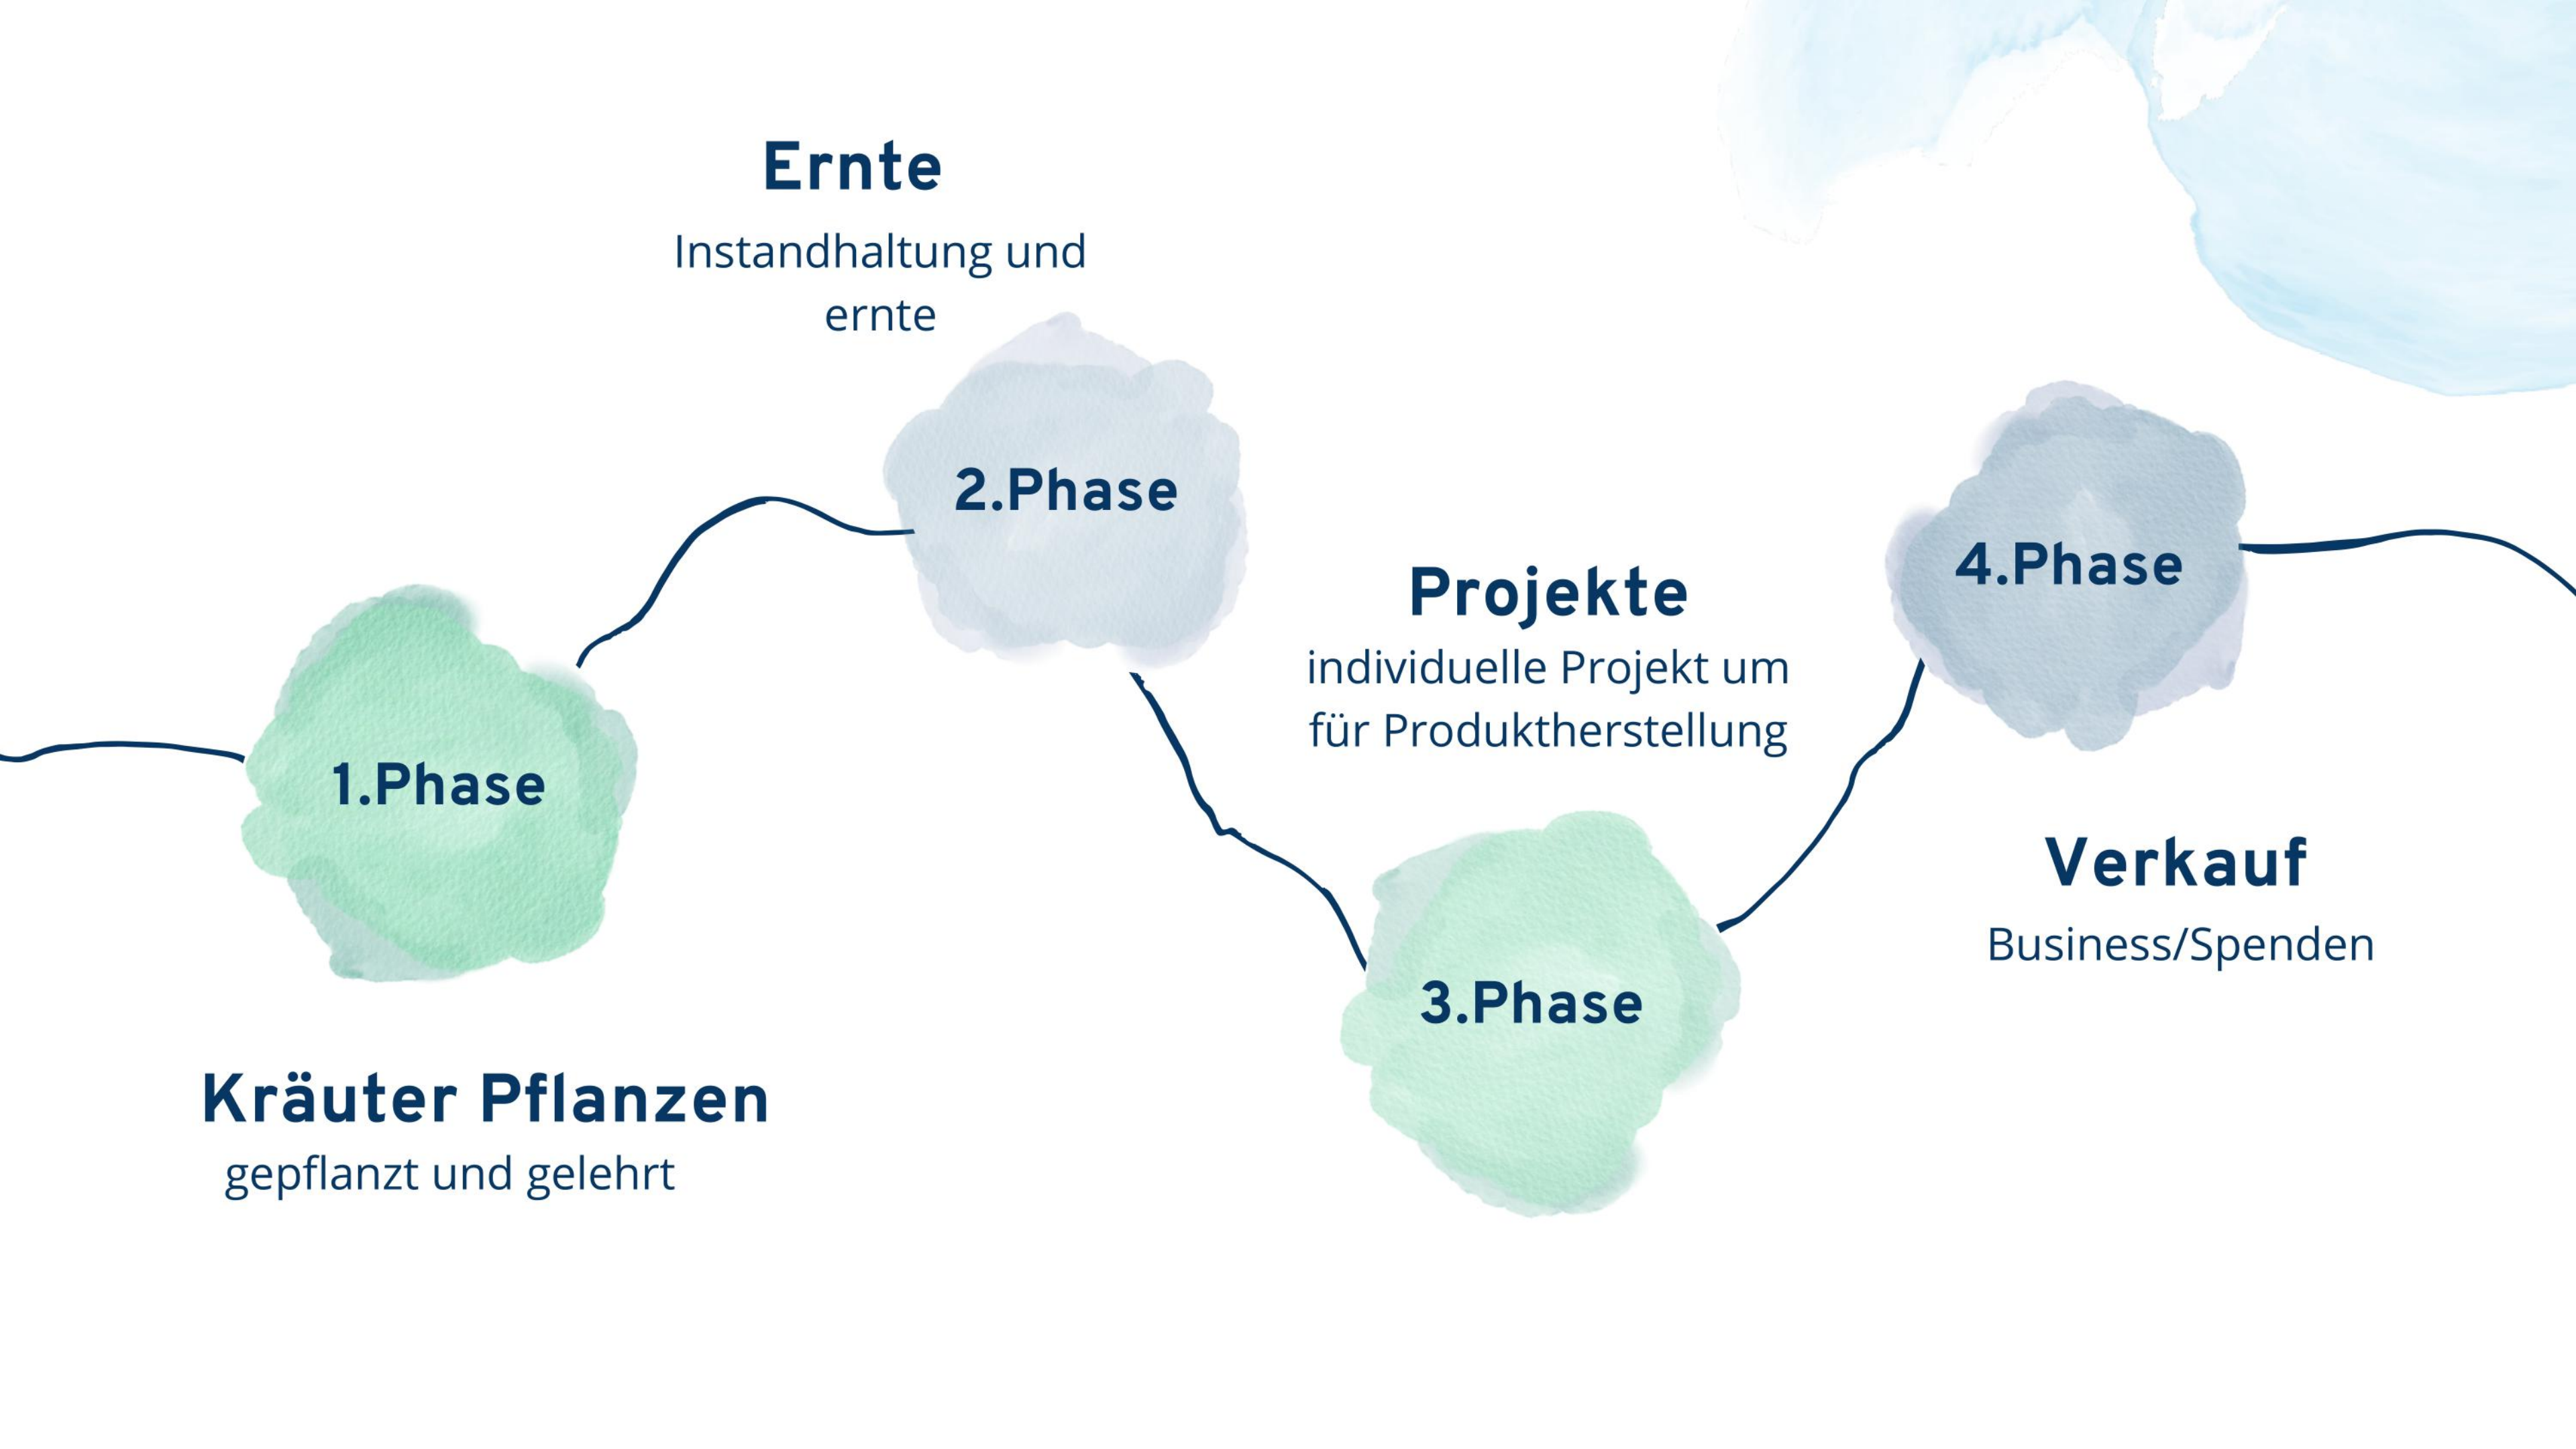 Ernte
Instandhaltung und
ernte
2.Phase
1.Phase
Kräuter Pflanzen
gepflanzt und gelehrt
Projekte
individuelle Projekt um
für Produktherstellung
3.Phase
4.Phase
Verkauf
Business/Spenden